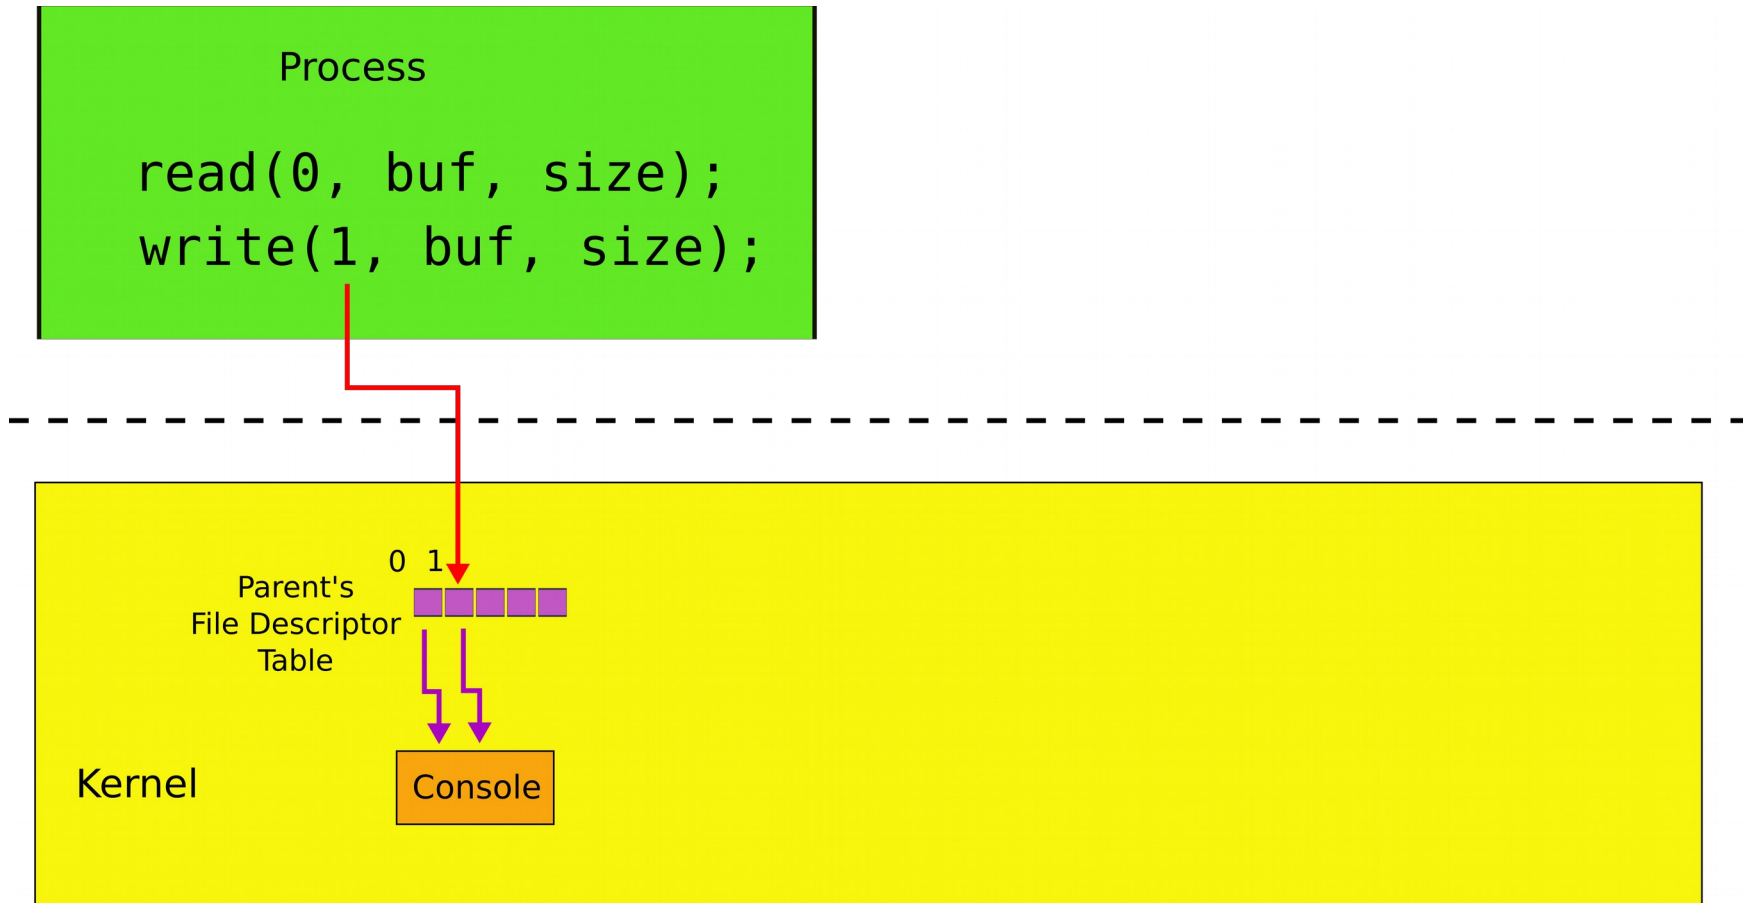 Process
read(0, buf, size);
write(1, buf, size);
0 1
Parent's
File Descriptor
Table
Kernel
Console